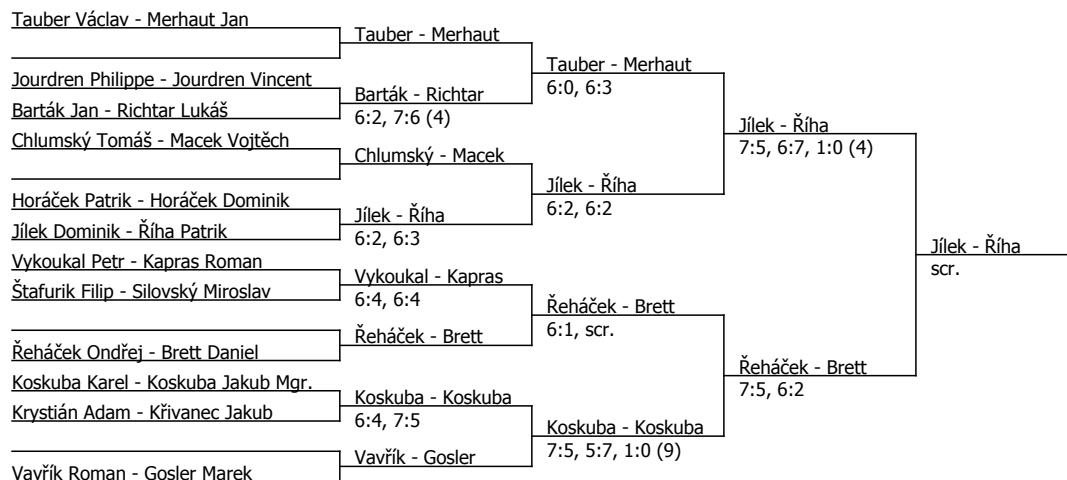 Tauber Václav - Merhaut Jan
Jourdren Philippe - Jourdren Vincent
Barták Jan - Richtar Lukáš
Chlumský Tomáš - Macek Vojtěch
Horáček Patrik - Horáček Dominik
Jílek Dominik - Říha Patrik
Vykoukal Petr - Kapras Roman
Štafurik Filip - Silovský Miroslav
Řeháček Ondřej - Brett Daniel
Koskuba Karel - Koskuba Jakub Mgr.
Krystián Adam - Křivanec Jakub
Vavřík Roman - Gosler Marek
Tauber - Merhaut
Barták - Richtar
6:2, 7:6 (4)
Chlumský - Macek
Jílek - Říha
6:2, 6:3
Vykoukal - Kapras
6:4, 6:4
Řeháček - Brett
Koskuba - Koskuba
6:4, 7:5
Vavřík - Gosler
Tauber - Merhaut
6:0, 6:3
Jílek - Říha
6:2, 6:2
Řeháček - Brett
6:1, scr.
Koskuba - Koskuba
7:5, 5:7, 1:0 (9)
Jílek - Říha
7:5, 6:7, 1:0 (4)
Řeháček - Brett
7:5, 6:2
Jílek - Říha
scr.